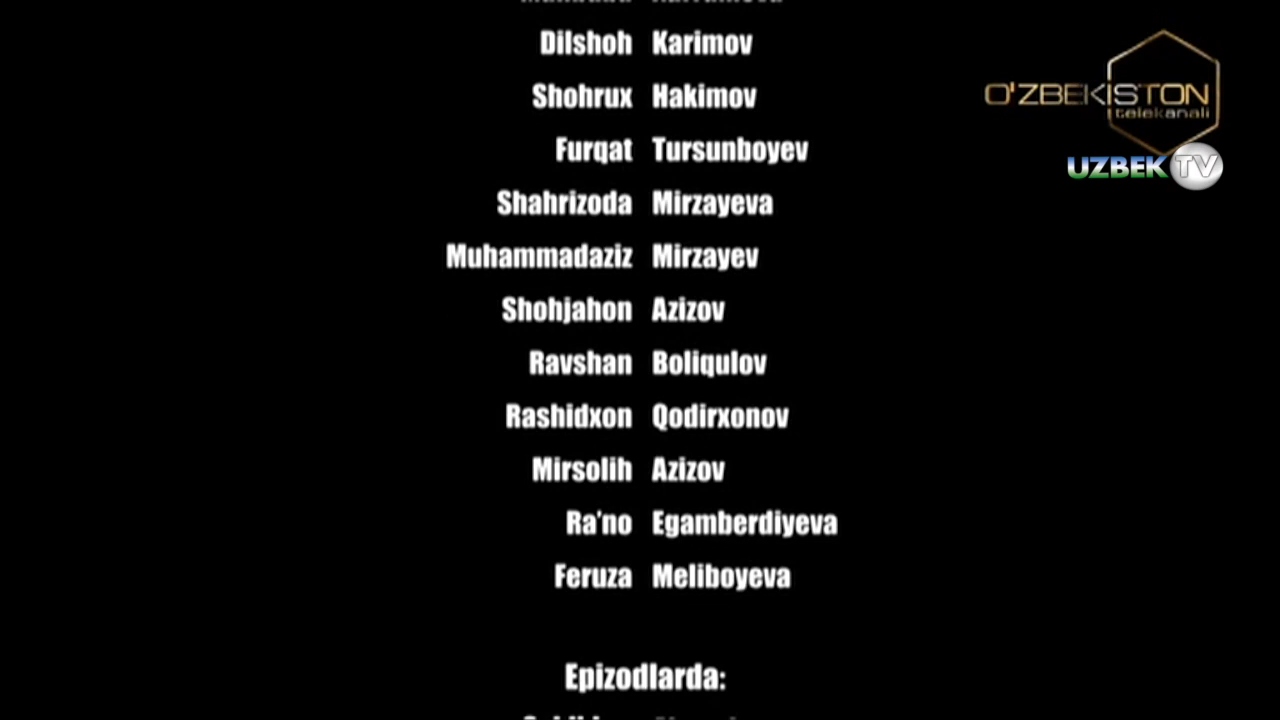 Dilshoh Karimov
Shohrux Hakimov
Furqat Tursunboyev
Shahrizoda Mirzayeva
Muhammadaziz Mirzayev
Shohjahon Azizov
Ravshan Boliqulov
Rashidxon Qodirxonov
Mirsolih Azizov
Ra'no Egamberdiyeva
Feruza Meliboyeva
Epizodlarda:
O'ZBEKISTON
telekanali
UZBEK TV